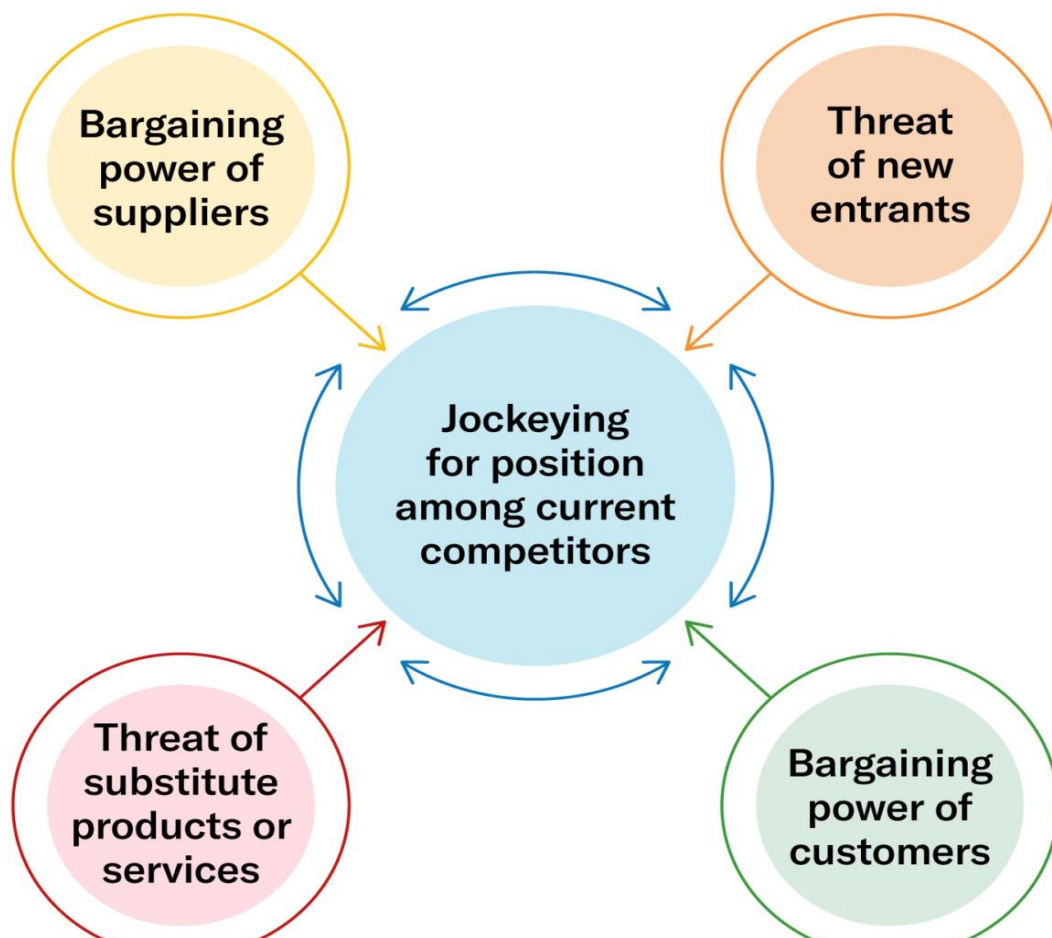 Bargaining
power of
suppliers
Threat
of new
entrants
Jockeying
for position
among current
competitors
Threat of
substitute
products or
services
Bargaining
power of
customers